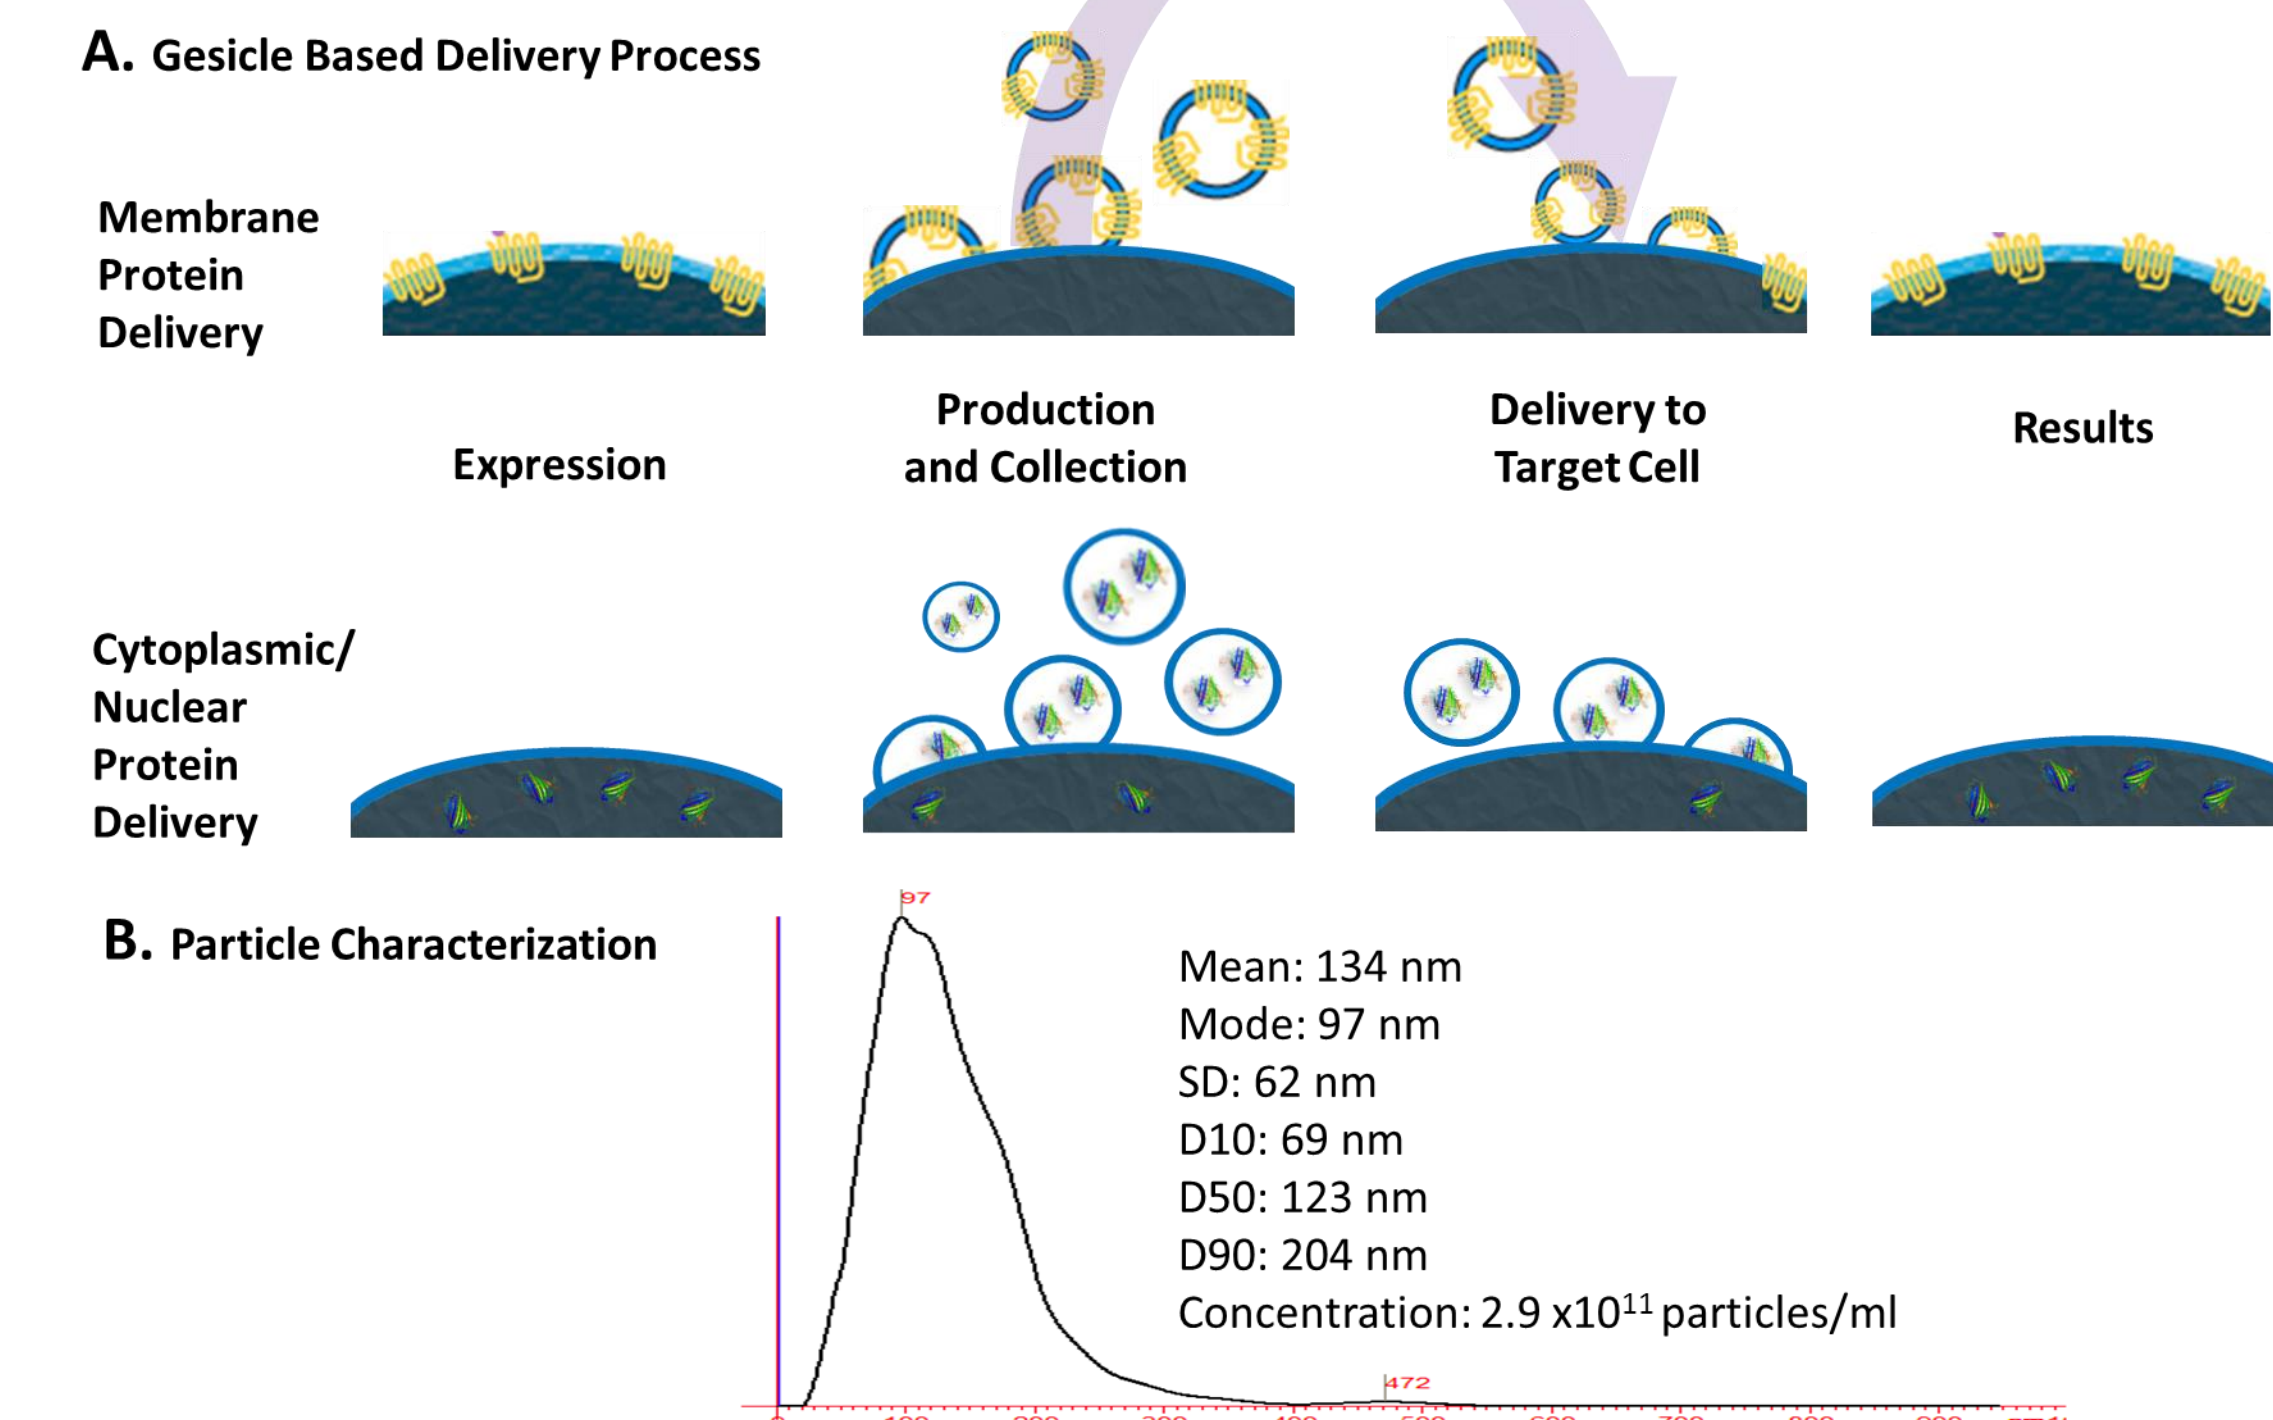 A. Gesicle Based Delivery Process
Membrane
Protein
Delivery
Expression
Production
and Collection
Delivery to
Target Cell
Results
Cytoplasmic/
Nuclear
Protein
Delivery
B. Particle Characterization
97
Mean: 134 nm
Mode: 97 nm
SD: 62 nm
D10: 69 nm
D50: 123 nm
D90: 204 nm
Concentration: 2.9 x10¹¹ particles/ml
472